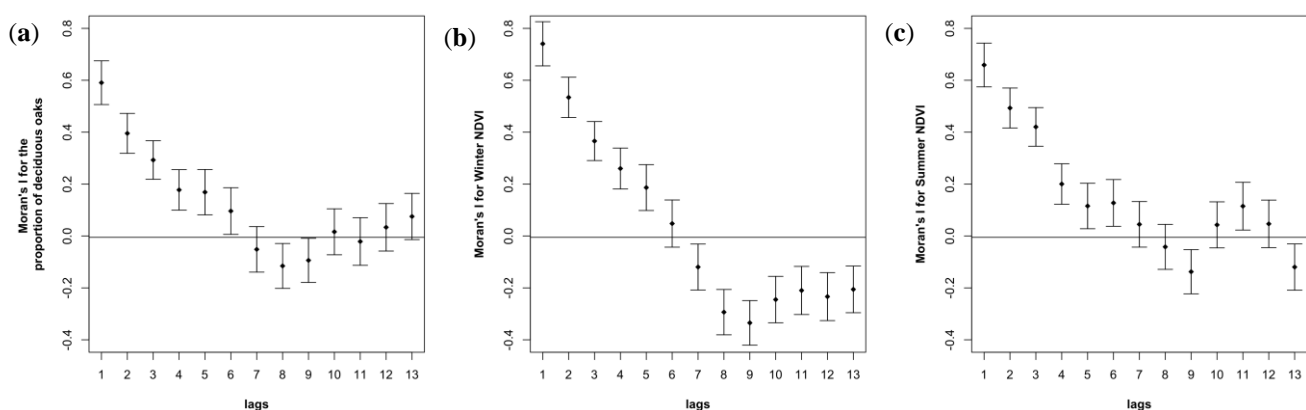 (a)
Moran's I for the
proportion of deciduous oaks
0.8
0.6
0.4
0.2
0.0
-0.2
-0.4
1 2 3 4 5 6 7 8 9 10 11 12 13
lags
(b)
Moran's I for Winter NDVI
0.8
0.6
0.4
0.2
0.0
-0.2
-0.4
1 2 3 4 5 6 7 8 9 10 11 12 13
lags
(c)
Moran's I for Summer NDVI
0.8
0.6
0.4
0.2
0.0
-0.2
-0.4
1 2 3 4 5 6 7 8 9 10 11 12 13
lags